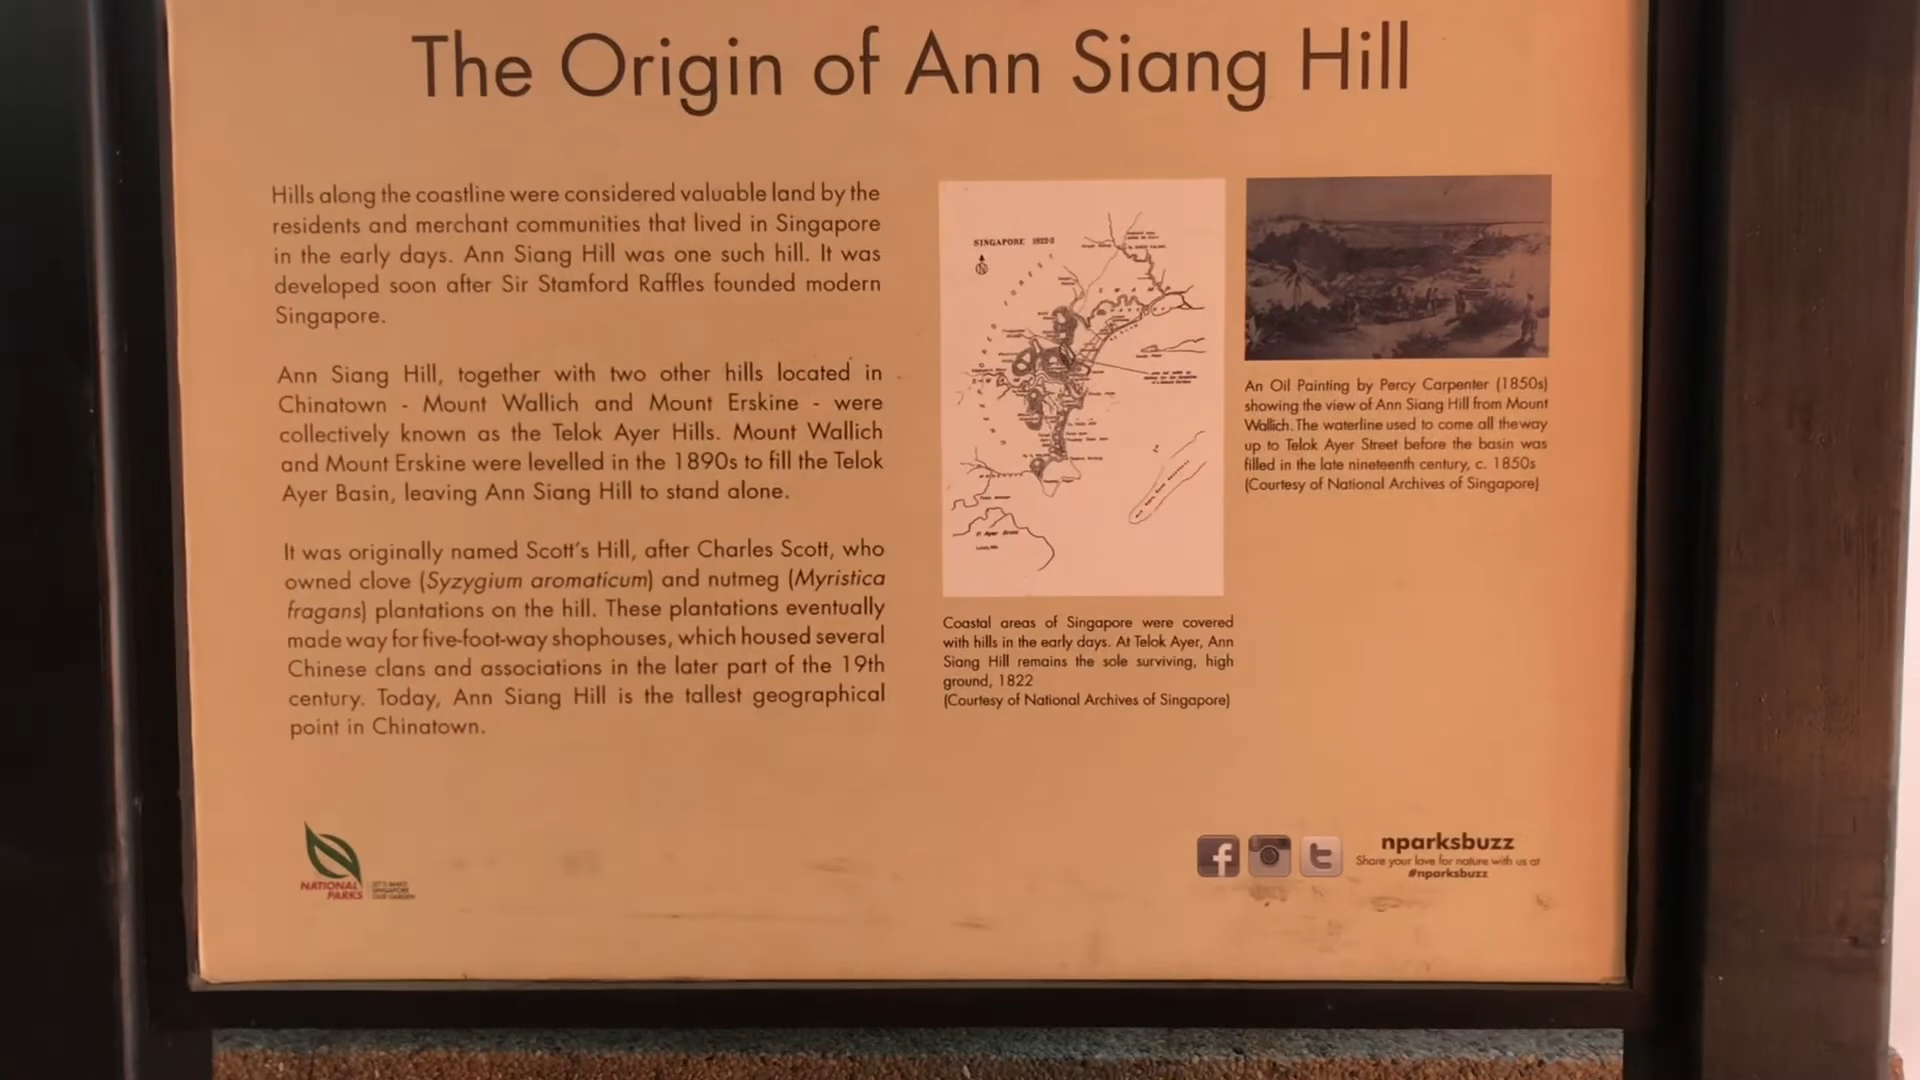 The Origin of Ann Siang Hill
Hills along the coastline were considered valuable land by the
residents and merchant communities that lived in Singapore
in the early days. Ann Siang Hill was one such hill. It was
developed soon after Sir Stamford Raffles founded modern
Singapore.
Ann Siang Hill, together with two other hills located in
Chinatown - Mount Wallich and Mount Erskine - were
collectively known as the Telok Ayer Hills. Mount Wallich
and Mount Erskine were levelled in the 1890s to fill the Telok
Ayer Basin, leaving Ann Siang Hill to stand alone.
It was originally named Scott's Hill, after Charles Scott, who
owned clove (Syzygium aromaticum) and nutmeg (Myristica
fragans) plantations on the hill. These plantations eventually
made way for five-foot-way shophouses, which housed several
Chinese clans and associations in the later part of the 19th
century. Today, Ann Siang Hill is the tallest geographical
point in Chinatown.
SINGAPORE 1822-3
Coastal areas of Singapore were covered
with hills in the early days. At Telok Ayer, Ann
Siang Hill remains the sole surviving, high
ground, 1822
(Courtesy of National Archives of Singapore)
An Oil Painting by Percy Carpenter (1850s)
showing the view of Ann Siang Hill from Mount
Wallich. The waterline used to come all the way
up to Telok Ayer Street before the basin was
filled in the late nineteenth century, c. 1850s
(Courtesy of National Archives of Singapore)
NATIONAL
PARKS
LET'S MAKE
SINGAPORE
OUR GARDEN
nparksbuzz
Share your love for nature with us at
#nparksbuzz